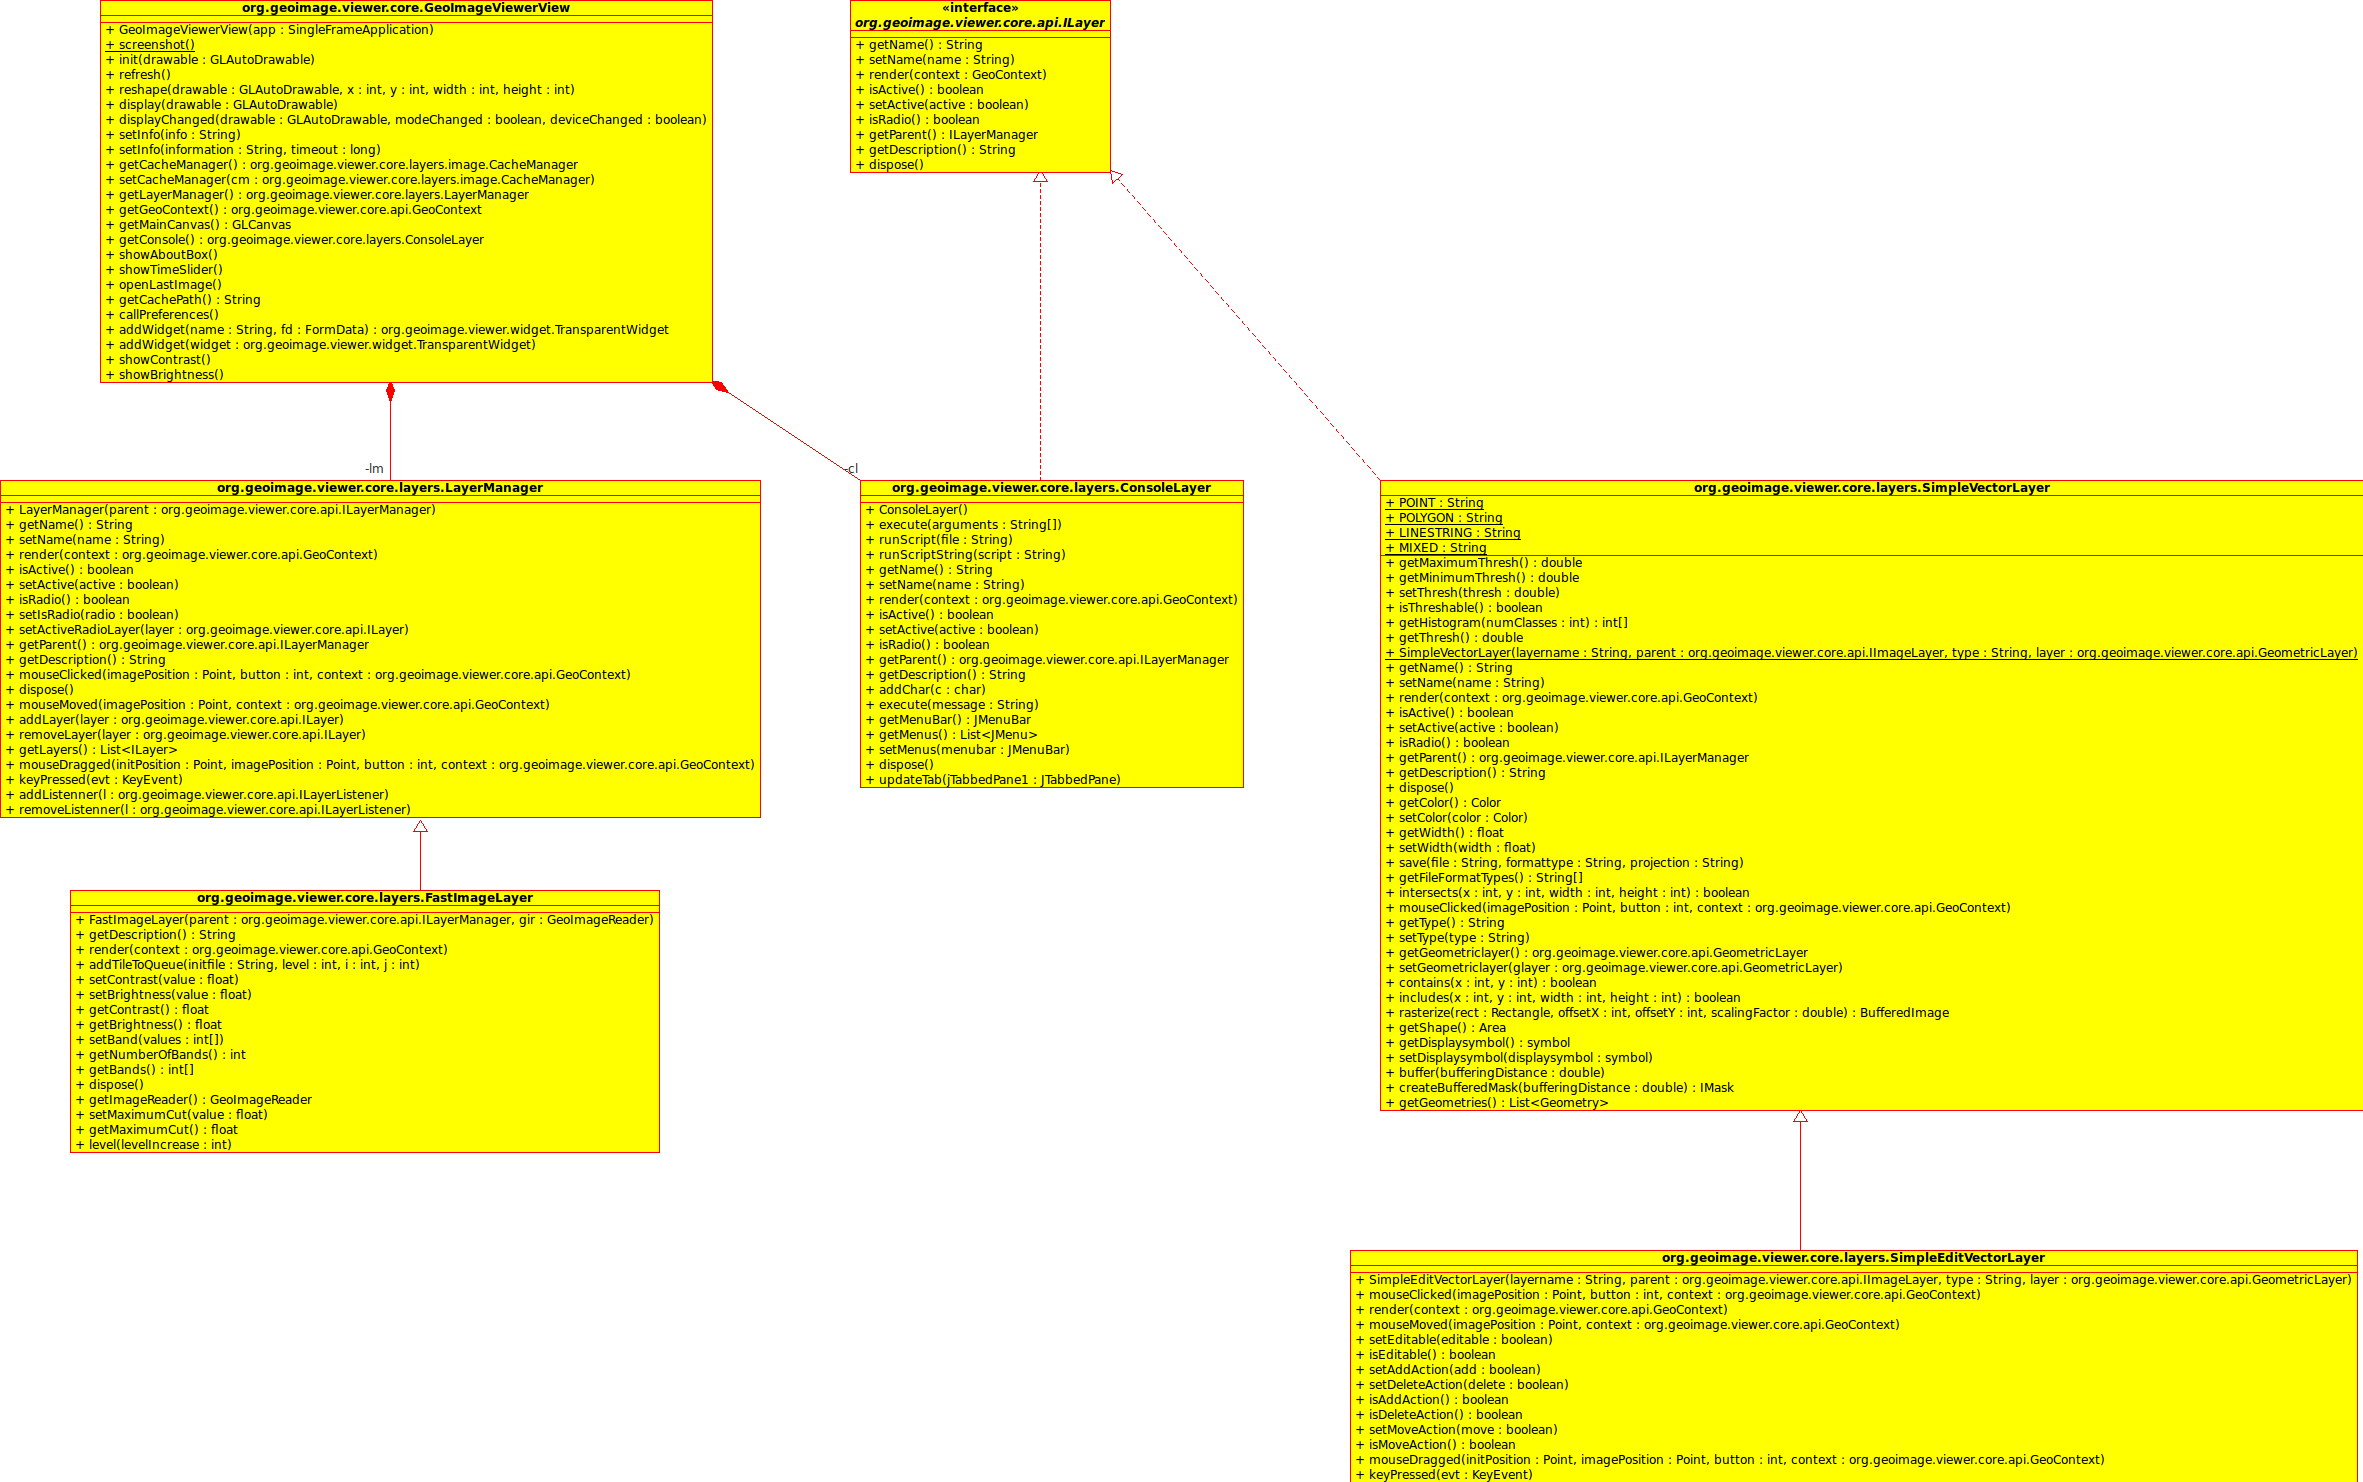 org.geoimage.viewer.core.GeoImageViewerView
+ GeoImageViewerView(app : SingleFrameApplication)
+ screenshot()
+ init(drawable : GLAutoDrawable)
+ refresh()
+ reshape(drawable : GLAutoDrawable, x : int, y : int, width : int, height : int)
+ display(drawable : GLAutoDrawable)
+ displayChanged(drawable : GLAutoDrawable, modeChanged : boolean, deviceChanged : boolean)
+ setInfo(info : String)
+ setInfo(information : String, timeout : long)
+ getCacheManager() : org.geoimage.viewer.core.layers.image.CacheManager
+ setCacheManager(cm : org.geoimage.viewer.core.layers.image.CacheManager)
+ getLayerManager() : org.geoimage.viewer.core.layers.LayerManager
+ getGeoContext() : org.geoimage.viewer.core.api.GeoContext
+ getMainCanvas() : GLCanvas
+ getConsole() : org.geoimage.viewer.core.layers.ConsoleLayer
+ showAboutBox()
+ showTimeSlider()
+ openLastImage()
+ getCachePath() : String
+ callPreferences()
+ addWidget(name : String, fd : FormData) : org.geoimage.viewer.widget.TransparentWidget
+ addWidget(widget : org.geoimage.viewer.widget.TransparentWidget)
+ showContrast()
+ showBrightness()
«interface»
org.geoimage.viewer.core.api.ILayer
+ getName() : String
+ setName(name : String)
+ render(context : GeoContext)
+ isActive() : boolean
+ setActive(active : boolean)
+ isRadio() : boolean
+ getParent() : ILayerManager
+ getDescription() : String
+ dispose()
-lm
-cl
org.geoimage.viewer.core.layers.LayerManager
+ LayerManager(parent : org.geoimage.viewer.core.api.ILayerManager)
+ getName() : String
+ setName(name : String)
+ render(context : org.geoimage.viewer.core.api.GeoContext)
+ isActive() : boolean
+ setActive(active : boolean)
+ isRadio() : boolean
+ setIsRadio(radio : boolean)
+ setActiveRadioLayer(layer : org.geoimage.viewer.core.api.ILayer)
+ getParent() : org.geoimage.viewer.core.api.ILayerManager
+ getDescription() : String
+ mouseClicked(imagePosition : Point, button : int, context : org.geoimage.viewer.core.api.GeoContext)
+ dispose()
+ mouseMoved(imagePosition : Point, context : org.geoimage.viewer.core.api.GeoContext)
+ addLayer(layer : org.geoimage.viewer.core.api.ILayer)
+ removeLayer(layer : org.geoimage.viewer.core.api.ILayer)
+ getLayers() : List<ILayer>
+ mouseDragged(initPosition : Point, imagePosition : Point, button : int, context : org.geoimage.viewer.core.api.GeoContext)
+ keyPressed(evt : KeyEvent)
+ addListenner(l : org.geoimage.viewer.core.api.ILayerListener)
+ removeListenner(l : org.geoimage.viewer.core.api.ILayerListener)
org.geoimage.viewer.core.layers.ConsoleLayer
+ ConsoleLayer()
+ execute(arguments : String[])
+ runScript(file : String)
+ runScriptString(script : String)
+ getName() : String
+ setName(name : String)
+ render(context : org.geoimage.viewer.core.api.GeoContext)
+ isActive() : boolean
+ setActive(active : boolean)
+ isRadio() : boolean
+ getParent() : org.geoimage.viewer.core.api.ILayerManager
+ getDescription() : String
+ addChar(c : char)
+ execute(message : String)
+ getMenuBar() : JMenuBar
+ getMenus() : List<JMenu>
+ setMenus(menubar : JMenuBar)
+ dispose()
+ updateTab(jTabbedPane1 : JTabbedPane)
org.geoimage.viewer.core.layers.SimpleVectorLayer
+ POINT : String
+ POLYGON : String
+ LINESTRING : String
+ MIXED : String
+ getMaximumThresh() : double
+ getMinimumThresh() : double
+ setThresh(thresh : double)
+ isThreshable() : boolean
+ getHistogram(numClasses : int) : int[]
+ getThresh() : double
+ SimpleVectorLayer(layername : String, parent : org.geoimage.viewer.core.api.IImageLayer, type : String, layer : org.geoimage.viewer.core.api.GeometricLayer)
+ getName() : String
+ setName(name : String)
+ render(context : org.geoimage.viewer.core.api.GeoContext)
+ isActive() : boolean
+ setActive(active : boolean)
+ isRadio() : boolean
+ getParent() : org.geoimage.viewer.core.api.ILayerManager
+ getDescription() : String
+ dispose()
+ getColor() : Color
+ setColor(color : Color)
+ getWidth() : float
+ setWidth(width : float)
+ save(file : String, formattype : String, projection : String)
+ getFileFormatTypes() : String[]
+ intersects(x : int, y : int, width : int, height : int) : boolean
+ mouseClicked(imagePosition : Point, button : int, context : org.geoimage.viewer.core.api.GeoContext)
+ getType() : String
+ setType(type : String)
+ getGeometriclayer() : org.geoimage.viewer.core.api.GeometricLayer
+ setGeometriclayer(glayer : org.geoimage.viewer.core.api.GeometricLayer)
+ contains(x : int, y : int) : boolean
+ includes(x : int, y : int, width : int, height : int) : boolean
+ rasterize(rect : Rectangle, offsetX : int, offsetY : int, scalingFactor : double) : BufferedImage
+ getShape() : Area
+ getDisplaysymbol() : symbol
+ setDisplaysymbol(displaysymbol : symbol)
+ buffer(bufferingDistance : double)
+ createBufferedMask(bufferingDistance : double) : IMask
+ getGeometries() : List<Geometry>
org.geoimage.viewer.core.layers.FastImageLayer
+ FastImageLayer(parent : org.geoimage.viewer.core.api.ILayerManager, gir : GeoImageReader)
+ getDescription() : String
+ render(context : org.geoimage.viewer.core.api.GeoContext)
+ addTileToQueue(initfile : String, level : int, i : int, j : int)
+ setContrast(value : float)
+ setBrightness(value : float)
+ getContrast() : float
+ getBrightness() : float
+ setBand(values : int[])
+ getNumberOfBands() : int
+ getBands() : int[]
+ dispose()
+ getImageReader() : GeoImageReader
+ setMaximumCut(value : float)
+ getMaximumCut() : float
+ level(levelIncrease : int)
org.geoimage.viewer.core.layers.SimpleEditVectorLayer
+ SimpleEditVectorLayer(layername : String, parent : org.geoimage.viewer.core.api.IImageLayer, type : String, layer : org.geoimage.viewer.core.api.GeometricLayer)
+ mouseClicked(imagePosition : Point, button : int, context : org.geoimage.viewer.core.api.GeoContext)
+ render(context : org.geoimage.viewer.core.api.GeoContext)
+ mouseMoved(imagePosition : Point, context : org.geoimage.viewer.core.api.GeoContext)
+ setEditable(editable : boolean)
+ isEditable() : boolean
+ setAddAction(add : boolean)
+ setDeleteAction(delete : boolean)
+ isAddAction() : boolean
+ isDeleteAction() : boolean
+ setMoveAction(move : boolean)
+ isMoveAction() : boolean
+ mouseDragged(initPosition : Point, imagePosition : Point, button : int, context : org.geoimage.viewer.core.api.GeoContext)
+ keyPressed(evt : KeyEvent)